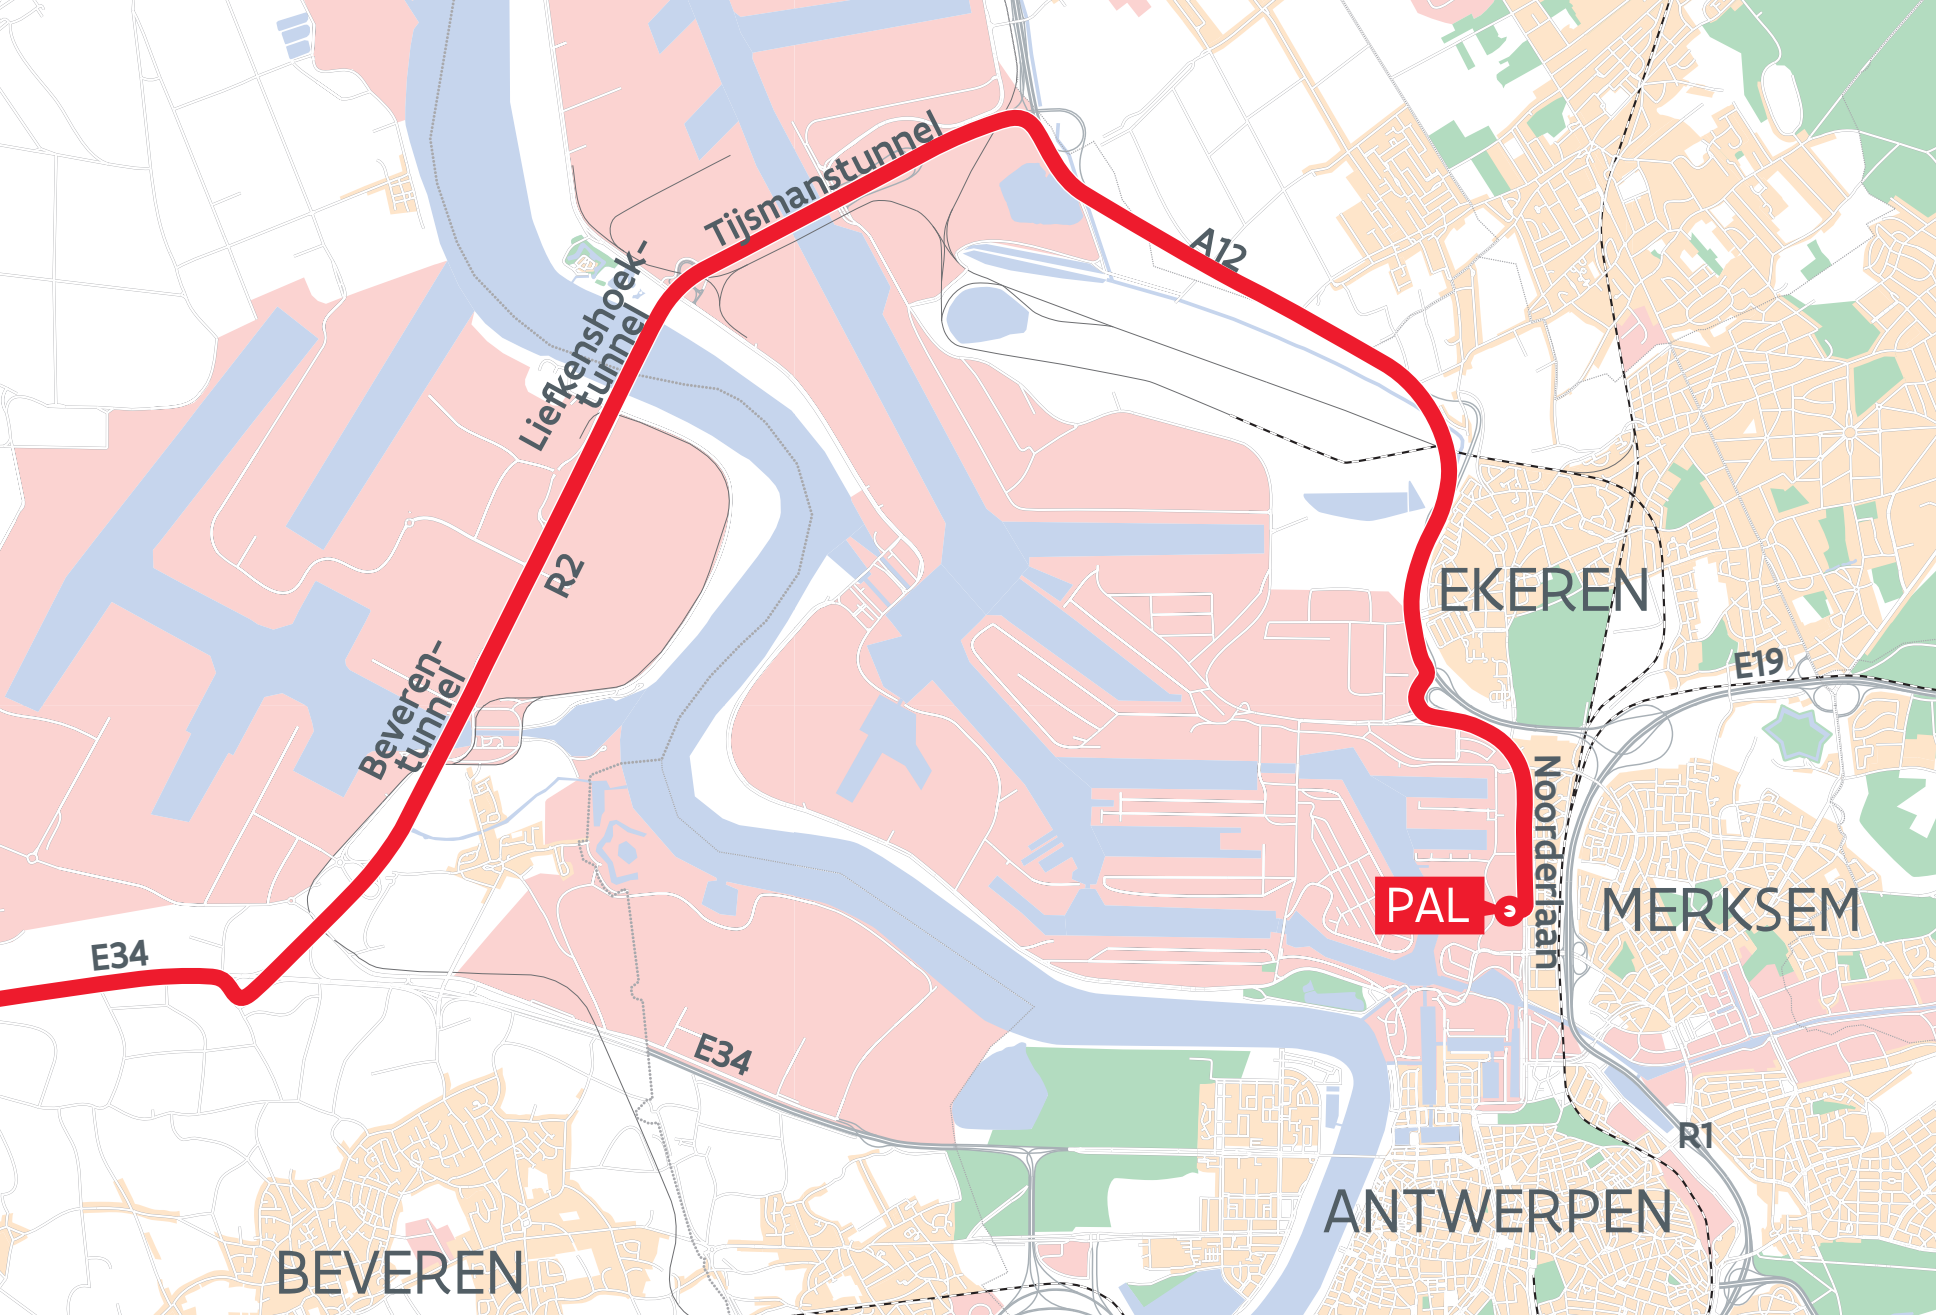 Tijsmanstunnel
A12
Liefkenshoek-
tunnel
R2
EKEREN
Beveren-
tunnel
E19
Noorderlaan
PAL
MERKSEM
E34
E34
R1
ANTWERPEN
BEVEREN